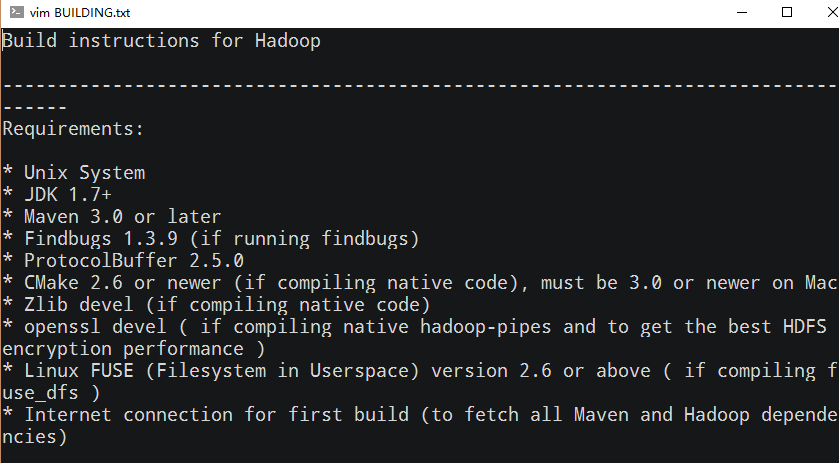 vim BUILDING.txt
Build instructions for Hadoop
-----------------------------------------------------------------------------
------
Requirements:
* Unix System
* JDK 1.7+
* Maven 3.0 or later
* Findbugs 1.3.9 (if running findbugs)
* ProtocolBuffer 2.5.0
* CMake 2.6 or newer (if compiling native code), must be 3.0 or newer on Mac
* Zlib devel (if compiling native code)
* openssl devel ( if compiling native hadoop-pipes and to get the best HDFS
encryption performance )
* Linux FUSE (Filesystem in Userspace) version 2.6 or above ( if compiling f
use_dfs )
* Internet connection for first build (to fetch all Maven and Hadoop depende
ncies)